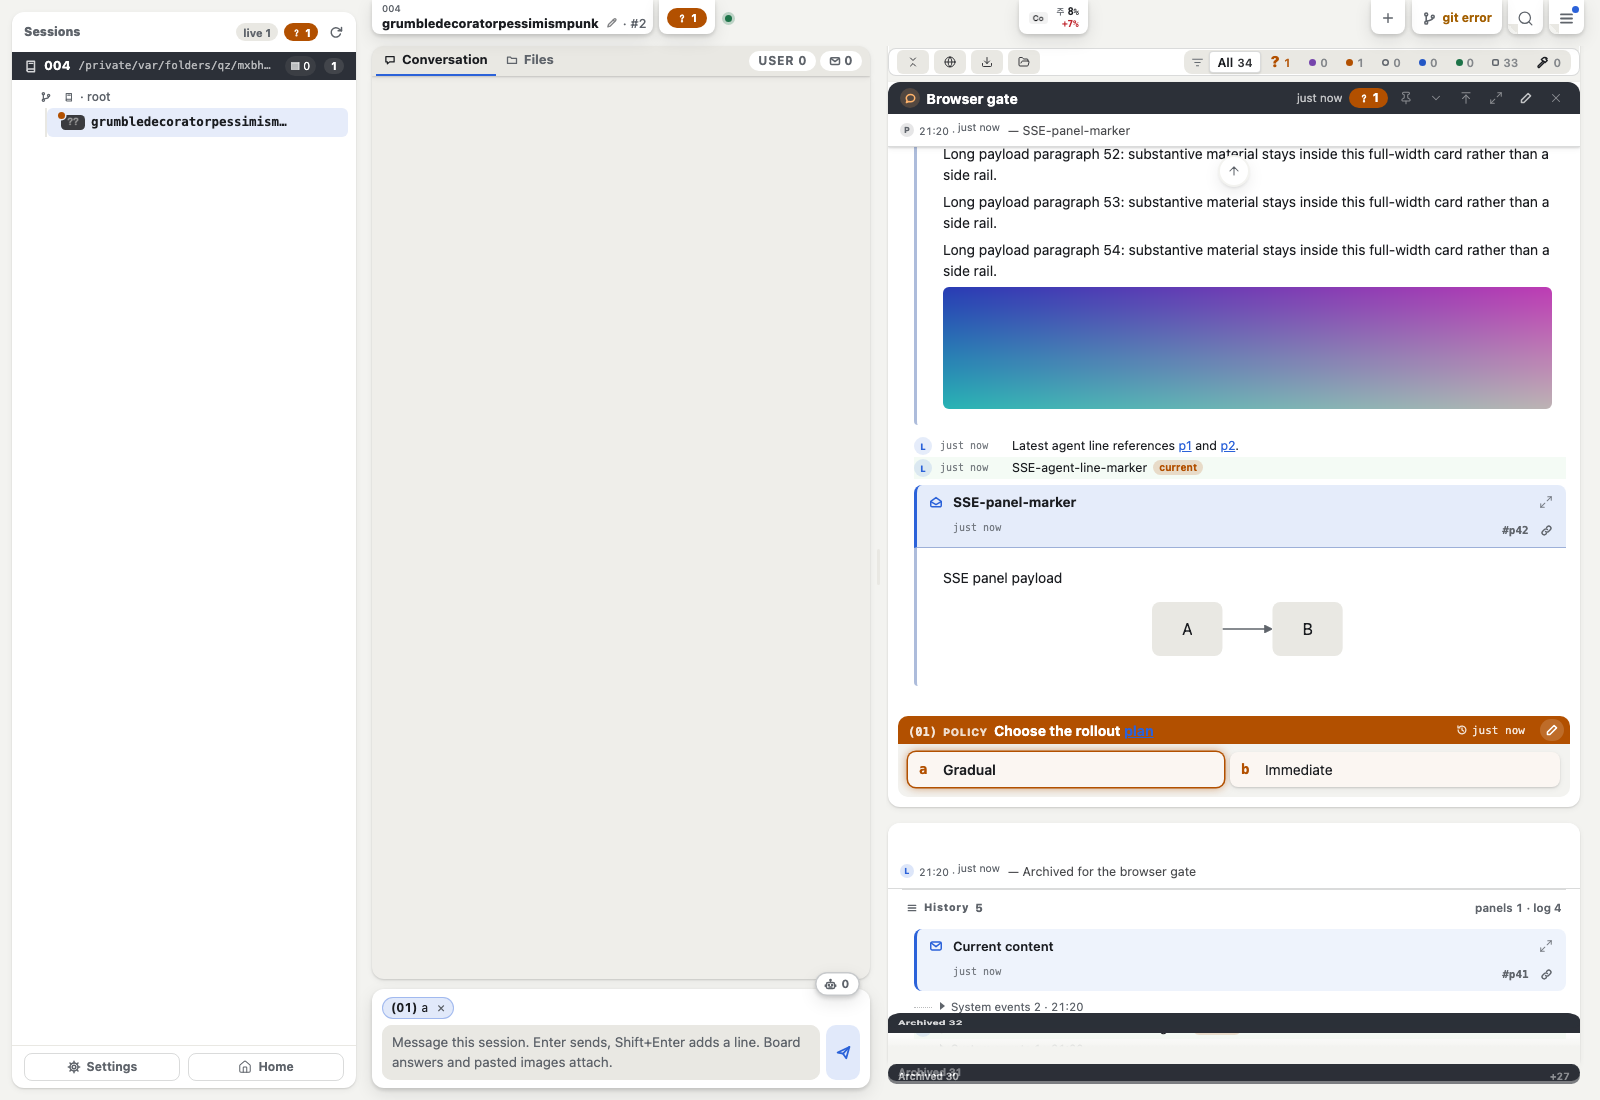 Sessions
live 1
? 1
004 /private/var/folders/qz/mxbh…
0
1
· root
?? grumbledecoratorpessimism…
Settings
Home
004
grumbledecoratorpessimismpunk · #2
? 1
Conversation
Files
USER 0
0
0
(01) a ×
Message this session. Enter sends, Shift+Enter adds a line. Board
answers and pasted images attach.
Co
주 8%
+7%
git error
All 34
? 1
0
1
0
0
0
33
0
Browser gate
just now
? 1
P 21:20 · just now — SSE-panel-marker
Long payload paragraph 52: substantive material stays inside this full-width card rather than a
side rail.
Long payload paragraph 53: substantive material stays inside this full-width card rather than a
side rail.
Long payload paragraph 54: substantive material stays inside this full-width card rather than a
side rail.
L just now Latest agent line references p1 and p2.
L just now SSE-agent-line-marker current
SSE-panel-marker
just now
#p42
SSE panel payload
A
B
(01) POLICY Choose the rollout plan
just now
a Gradual
b Immediate
L 21:20 · just now — Archived for the browser gate
History 5
panels 1 · log 4
Current content
just now
#p41
System events 2 · 21:20
Archived 32
Archived 31
Archived 30
+27